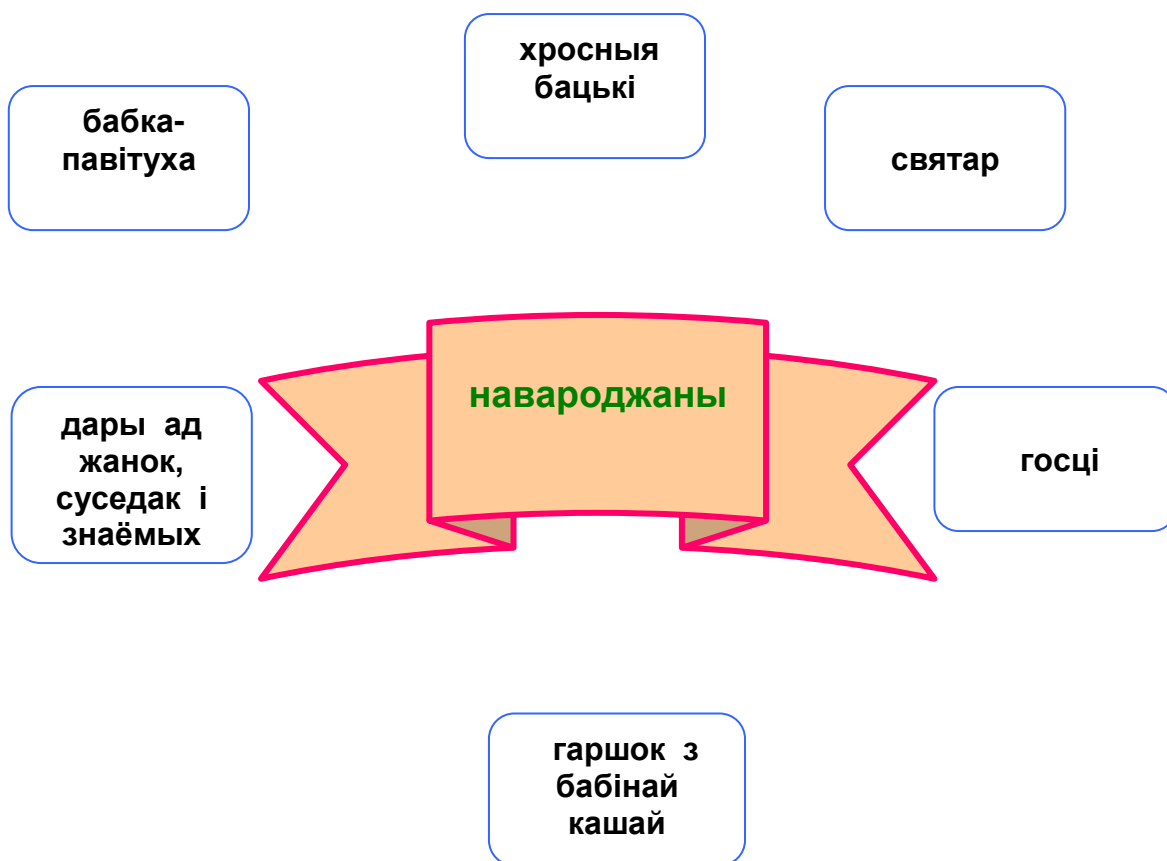 хросныя
бацькі
бабка-
павітуха
святар
навароджаны
дары ад
жанок,
суседак і
знаёмых
госці
гаршок з
бабінай
кашай